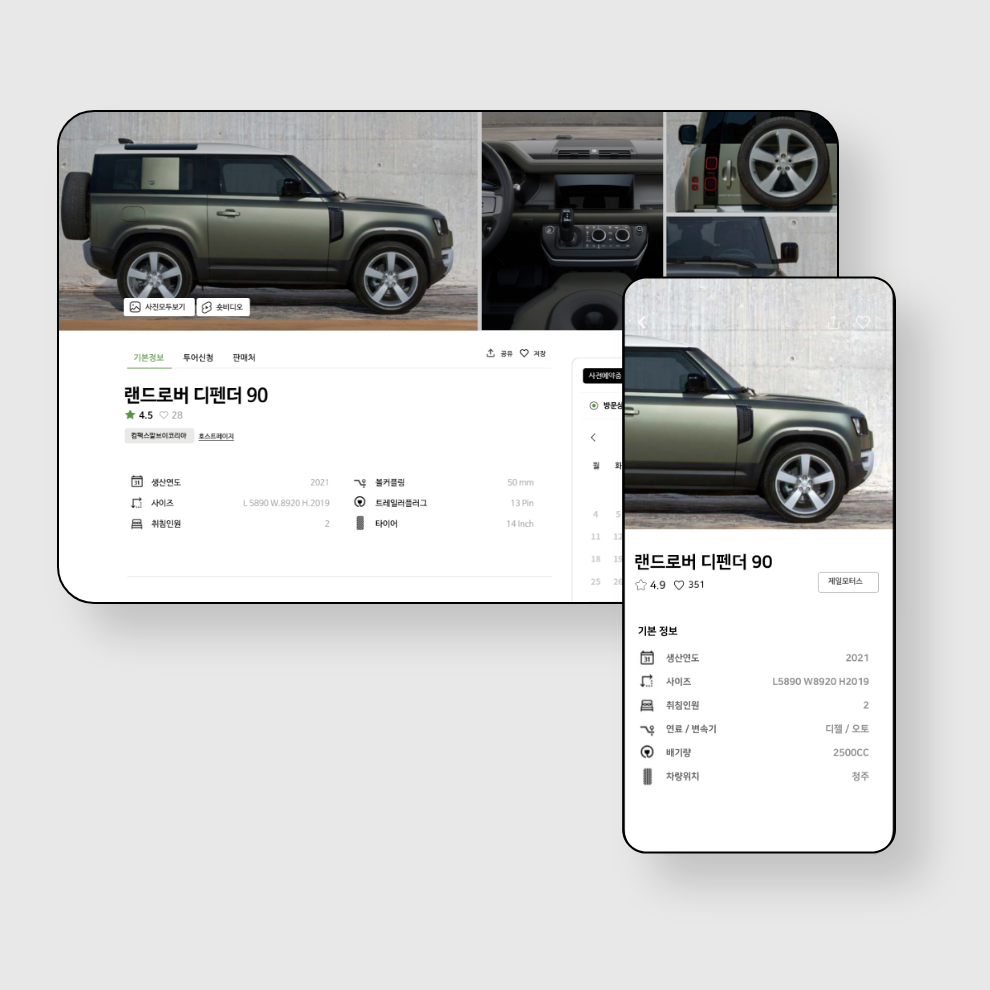 사진모두보기
숏비디오
기본정보 투어신청 판매처
공유 저장
랜드로버 디펜더 90
4.5 28
컴팩스알브이코리아 호스트페이지
생산연도 2021
사이즈 L 5890 W.8920 H.2019
취침인원 2
볼커플링 50 mm
트레일러플러그 13 Pin
타이어 14 Inch
사전예약중
월
4 5
11
18
25
랜드로버 디펜더 90
4.9 351
제일모터스
기본 정보
31 생산연도 2021
사이즈 L5890 W8920 H2019
취침인원 2
연료 / 변속기 디젤 / 오토
배기량 2500CC
차량위치 청주